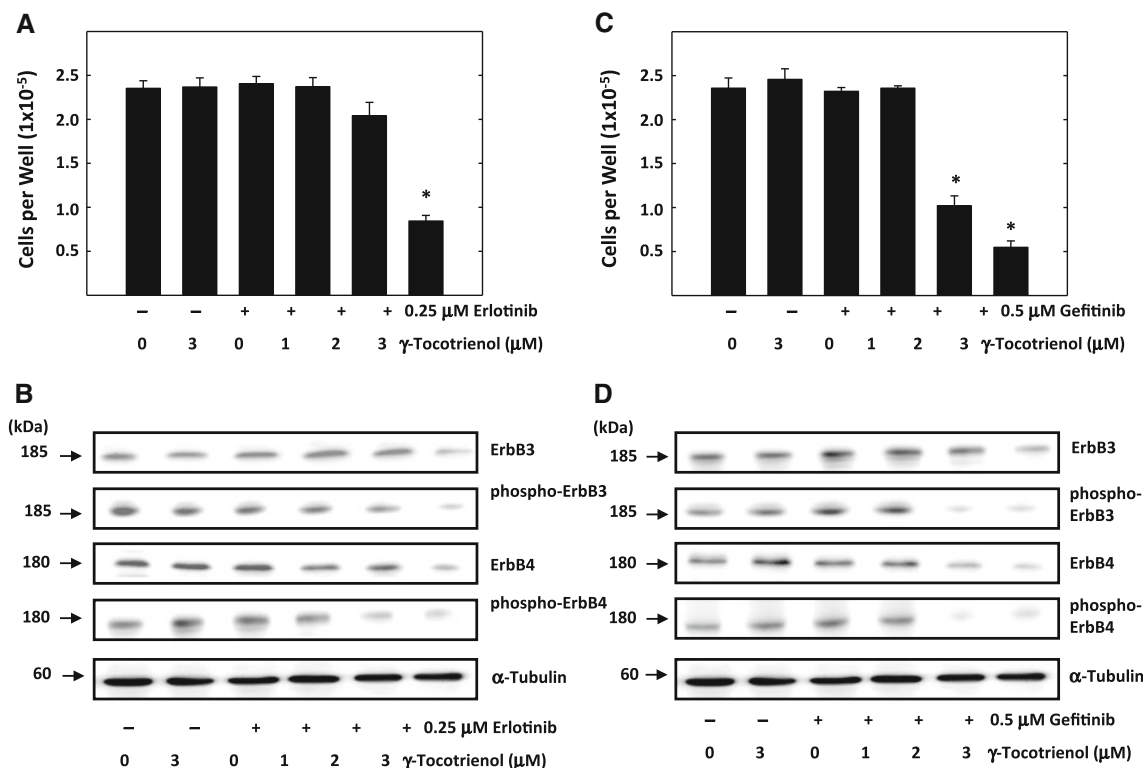 A
Cells per Well (1x10-5)
2.5
2.0
1.5
1.0
0.5
*
– – + + + + 0.25 μM Erlotinib
0 3 0 1 2 3 γ-Tocotrienol (μM)
C
Cells per Well (1x10-5)
2.5
2.0
1.5
1.0
0.5
*
*
– – + + + + 0.5 μM Gefitinib
0 3 0 1 2 3 γ-Tocotrienol (μM)
B
(kDa)
185 → ErbB3
185 → phospho-ErbB3
180 → ErbB4
180 → phospho-ErbB4
60 → α-Tubulin
– – + + + + 0.25 μM Erlotinib
0 3 0 1 2 3 γ-Tocotrienol (μM)
D
(kDa)
185 → ErbB3
185 → phospho-
ErbB3
180 → ErbB4
180 → phospho-
ErbB4
60 → α-Tubulin
– – + + + + 0.5 μM Gefitinib
0 3 0 1 2 3 γ-Tocotrienol (μM)